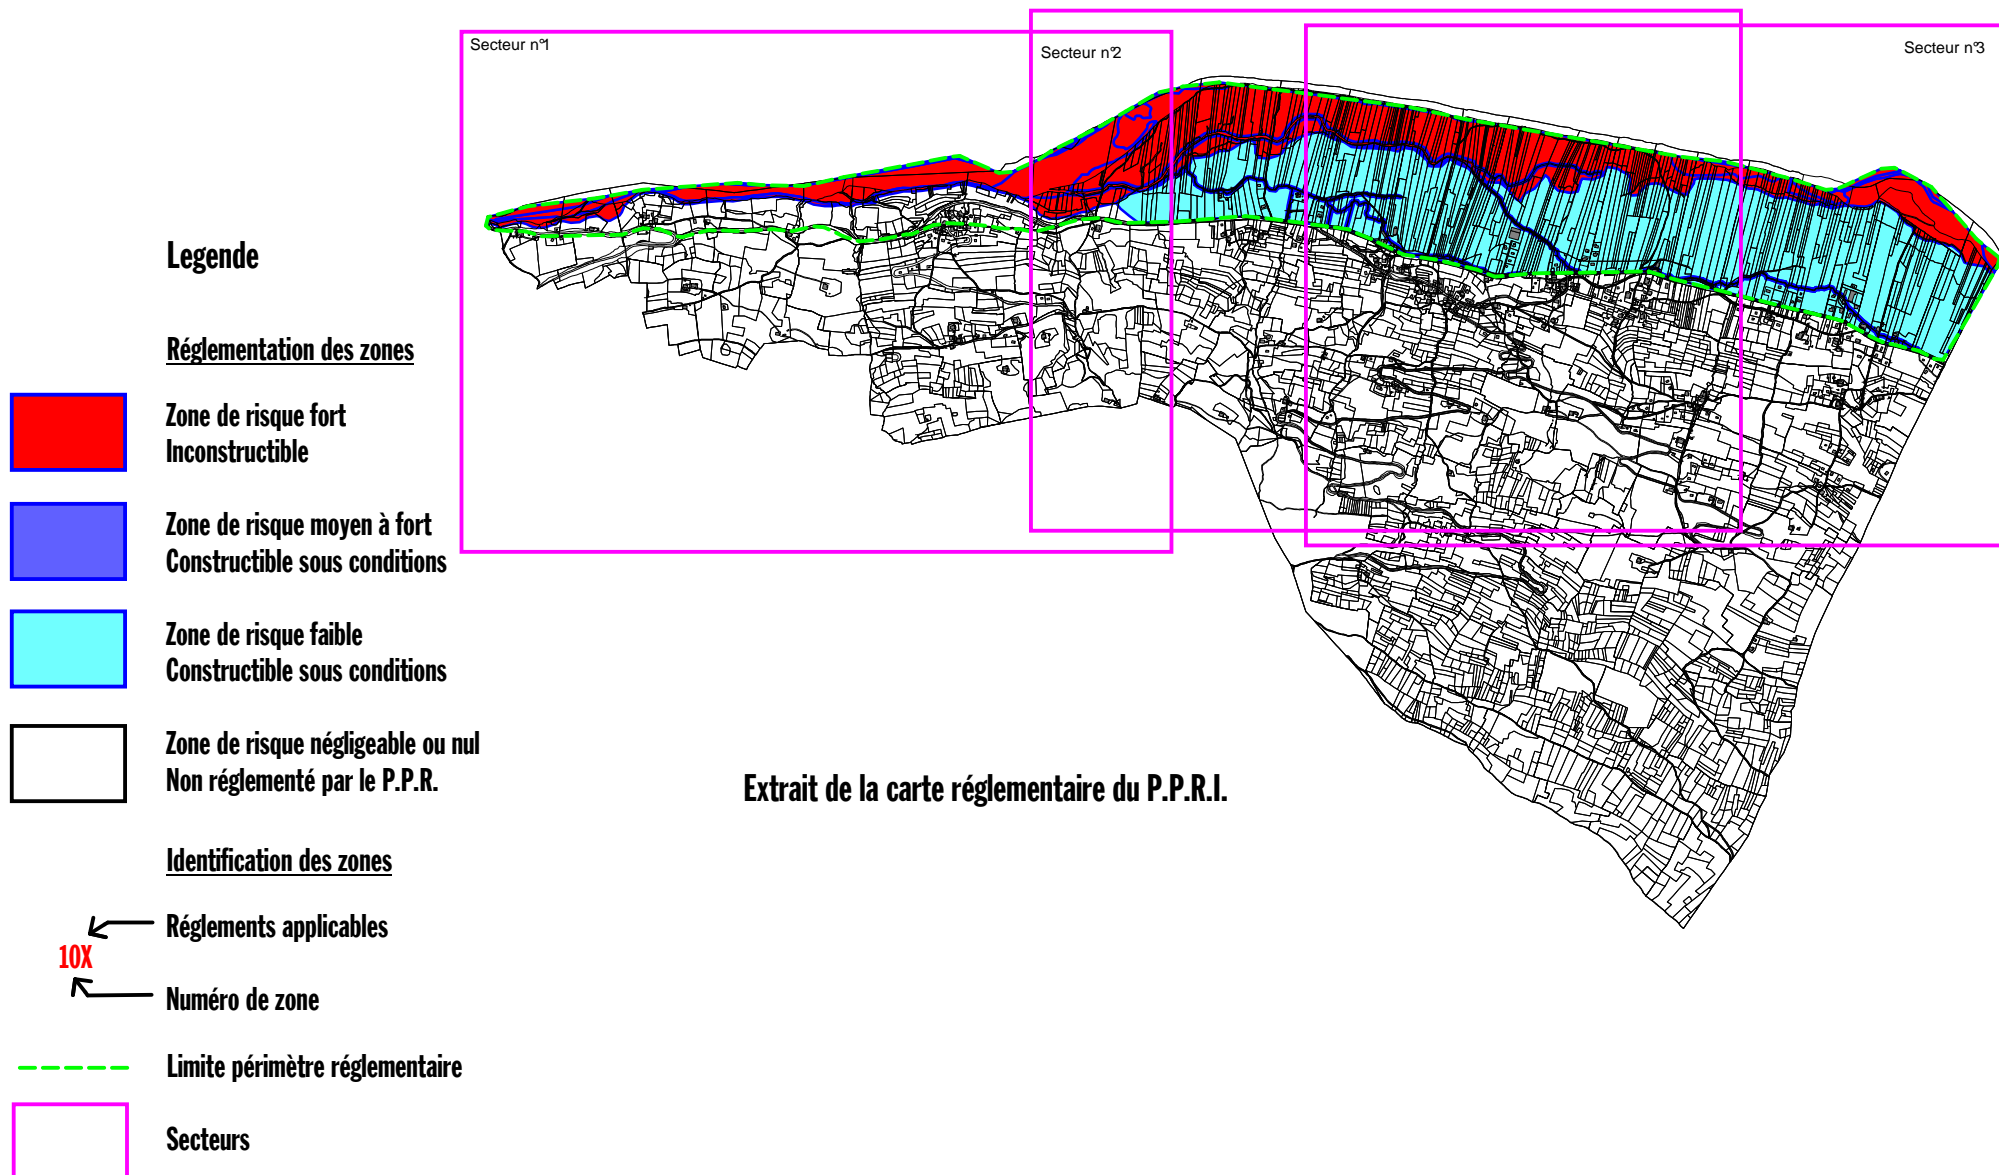 Secteur n°1
Secteur n°2
Secteur n°3
Legende
Réglementation des zones
Zone de risque fort
Inconstructible
Zone de risque moyen à fort
Constructible sous conditions
Zone de risque faible
Constructible sous conditions
Zone de risque négligeable ou nul
Non réglementé par le P.P.R.
Extrait de la carte réglementaire du P.P.R.I.
Identification des zones
Réglements applicables
10X
Numéro de zone
Limite périmètre réglementaire
Secteurs